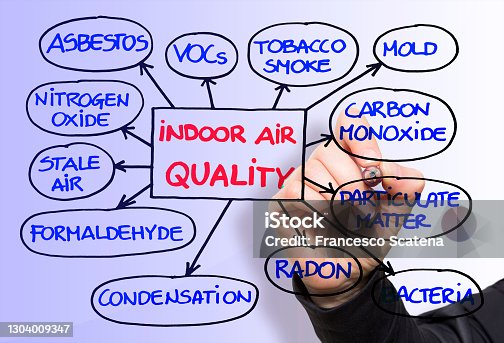 ASBESTOS
VOCs
TOBACCO
SMOKE
MOLD
NITROGEN
OXIDE
CARBON
MONOXIDE
INDOOR AIR
QUALITY
STALE
AIR
PARTICULATE
MATTER
FORMALDEHYDE
RADON
CONDENSATION
BACTERIA
iStock
Credit: Francesco Scatena
1304009347